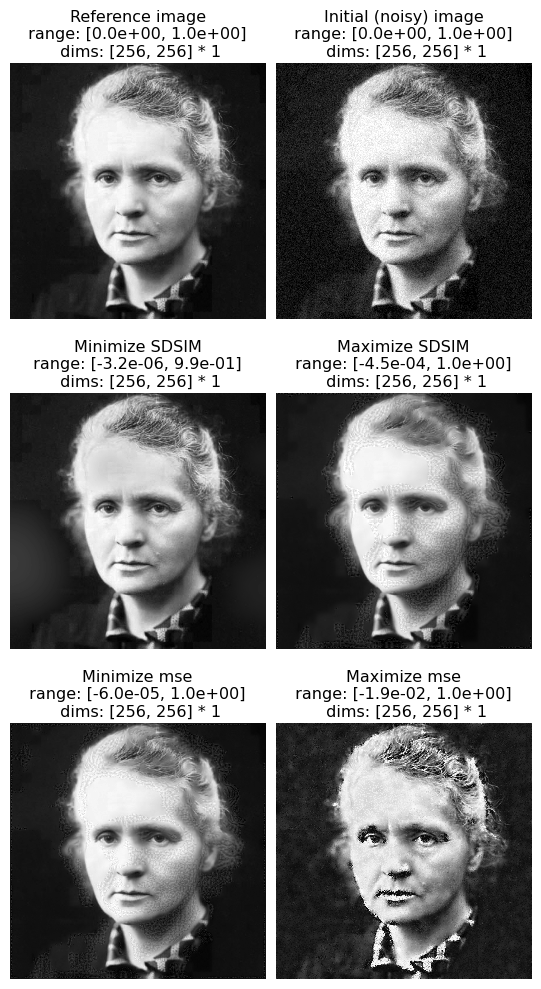 Reference image
range: [0.0e+00, 1.0e+00]
dims: [256, 256] * 1
Initial (noisy) image
range: [0.0e+00, 1.0e+00]
dims: [256, 256] * 1
Minimize SDSIM
range: [-3.2e-06, 9.9e-01]
dims: [256, 256] * 1
Maximize SDSIM
range: [-4.5e-04, 1.0e+00]
dims: [256, 256] * 1
Minimize mse
range: [-6.0e-05, 1.0e+00]
dims: [256, 256] * 1
Maximize mse
range: [-1.9e-02, 1.0e+00]
dims: [256, 256] * 1